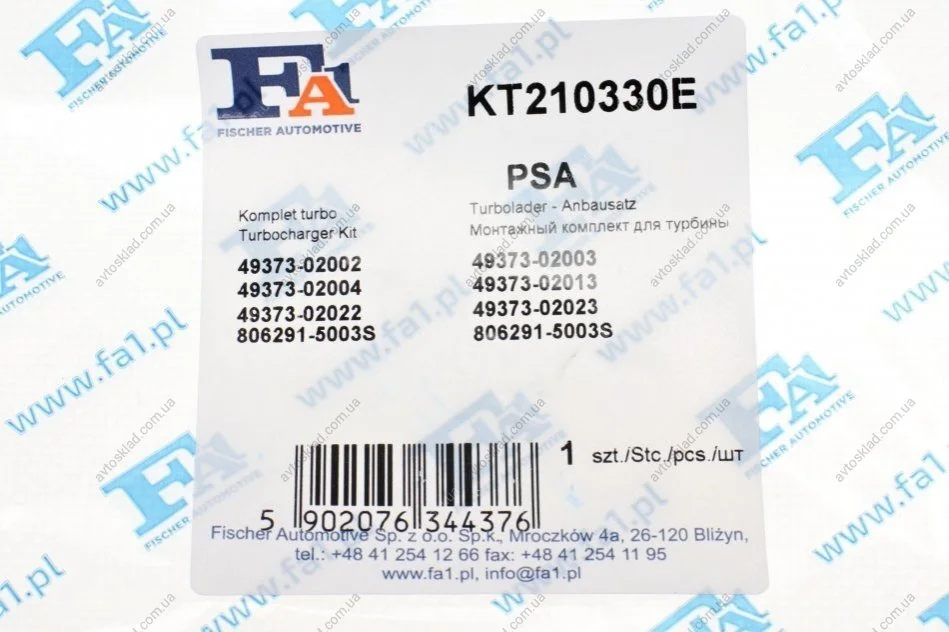 FA1
FISCHER AUTOMOTIVE
KT210330E
PSA
Komplet turbo
Turbocharger Kit
Turbolader - Anbausatz
Монтажный комплект для турбины
49373-02002
49373-02003
49373-02004
49373-02013
49373-02022
49373-02023
806291-5003S
806291-5003S
1 szt./Stc./pcs./шт
5 902076 344376
Fischer Automotive Sp. z o.o. Sp.k., Mroczków 4a, 26-120 Bliżyn,
tel.: +48 41 254 12 66 fax: +48 41 254 11 95
www.fa1.pl, info@fa1.pl
www.fa1.pl
avtosklad.com.ua